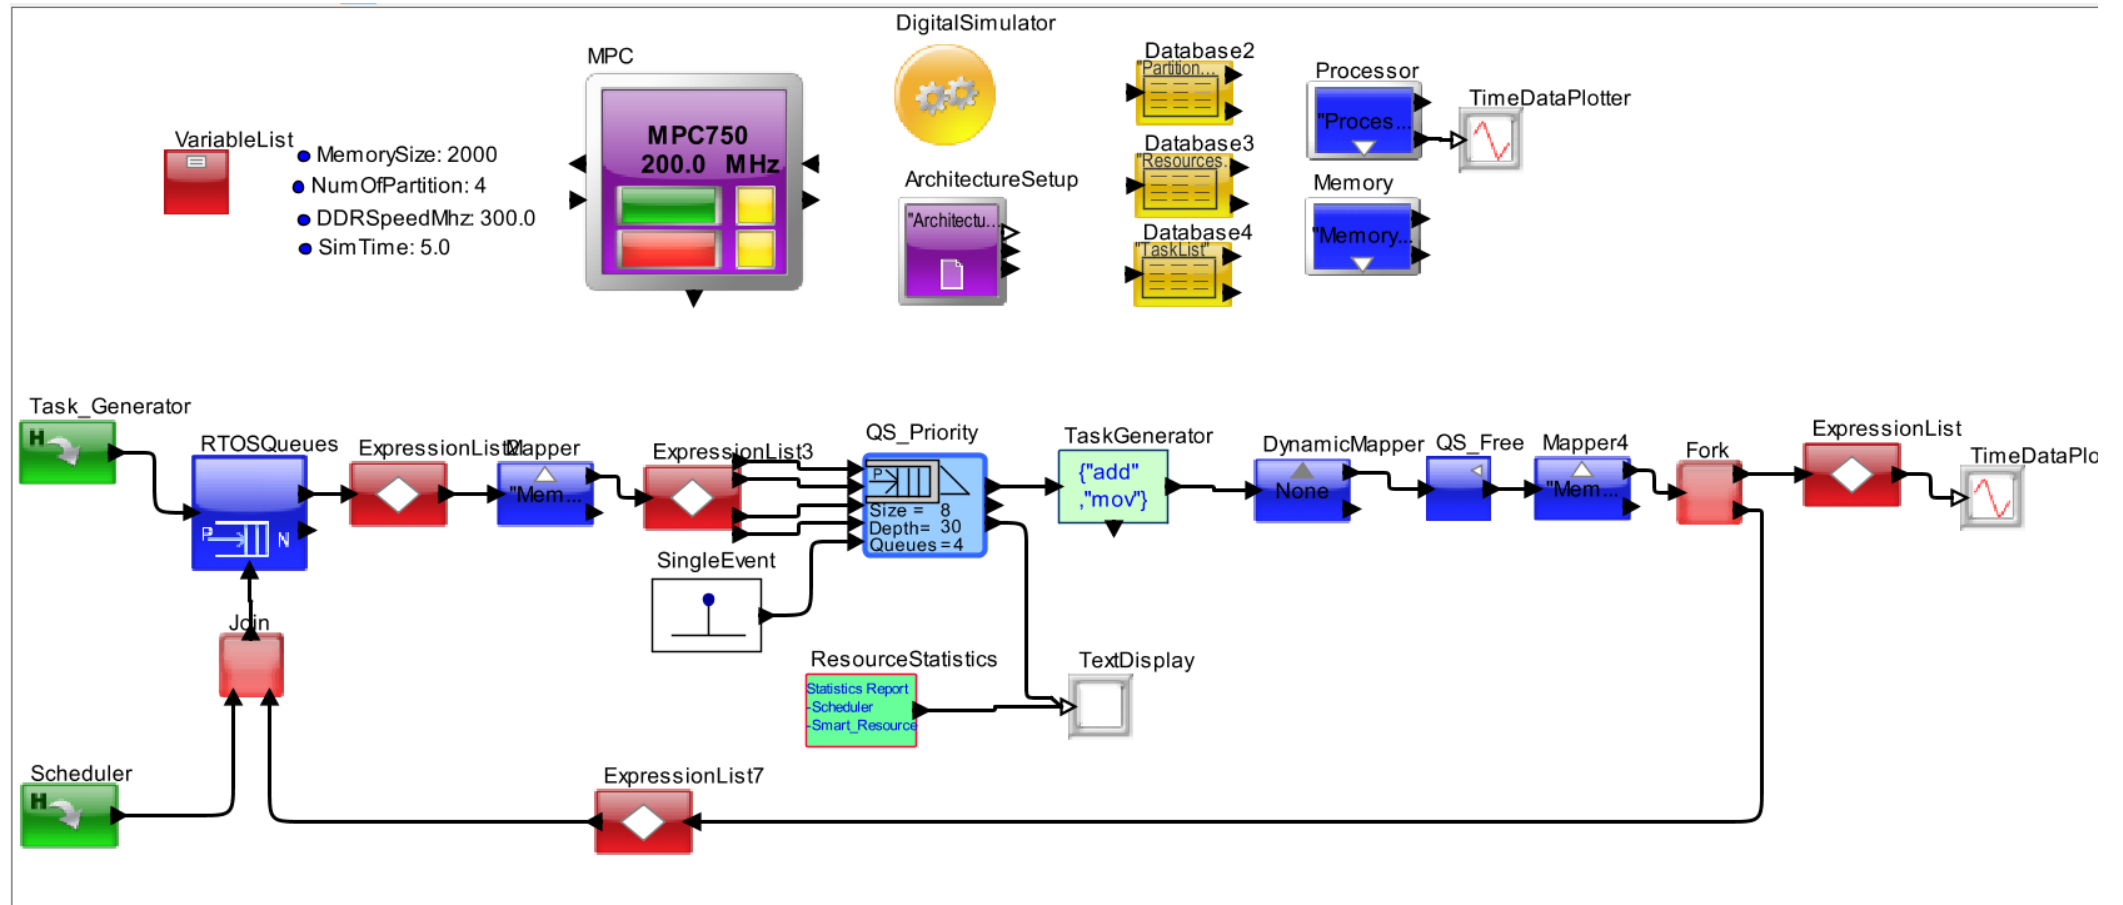 DigitalSimulator
MPC
Database2
"Partition...
Processor
"Proces...
TimeDataPlotter
VariableList
MemorySize: 2000
NumOfPartition: 4
DDRSpeedMhz: 300.0
SimTime: 5.0
MPC750
200.0 MHz
Database3
"Resources.
ArchitectureSetup
"Architectu...
Memory
"Memory...
Database4
"TaskList"
Task_Generator
H
RTOSQueues
P
N
Mapper
"Mem...
ExpressionList3
QS_Priority
P
Size = 8
Depth= 30
Queues = 4
TaskGenerator
{"add"
,"mov"}
DynamicMapper
None
QS_Free
Mapper4
"Mem...
Fork
ExpressionList
TimeDataPlo
SingleEvent
Join
ResourceStatistics
Statistics Report
-Scheduler
-Smart_Resource
TextDisplay
Scheduler
H
ExpressionList7